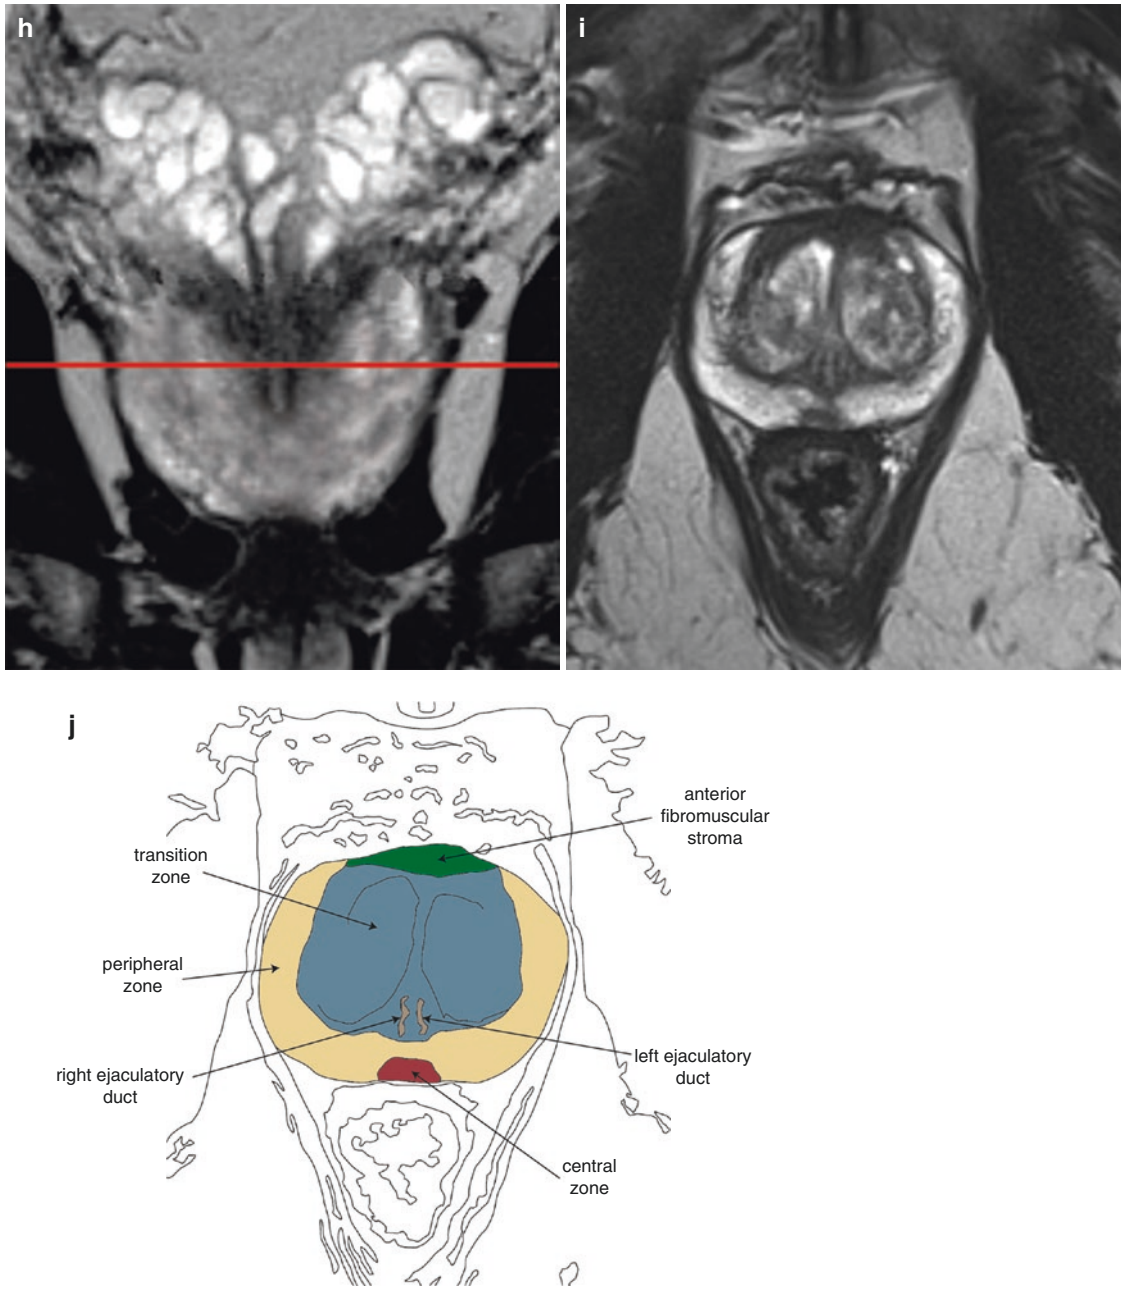 h
i
j
anterior
fibromuscular
stroma
transition
zone
peripheral
zone
right ejaculatory
duct
left ejaculatory
duct
central
zone